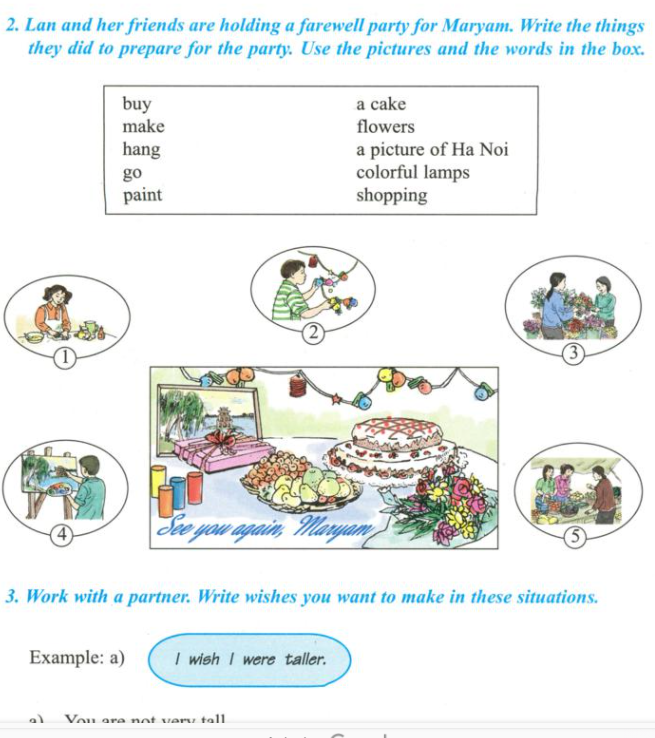 2. Lan and her friends are holding a farewell party for Maryam. Write the things
they did to prepare for the party. Use the pictures and the words in the box.
buy a cake
make flowers
hang a picture of Ha Noi
go colorful lamps
paint shopping
2
1
3
See you again, Maryam
4
5
3. Work with a partner. Write wishes you want to make in these situations.
Example: a) I wish I were taller.
a) You are not very tall